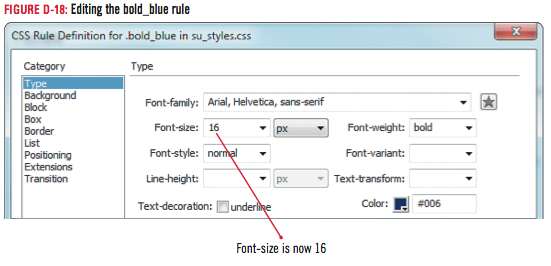 FIGURE D-18: Editing the bold_blue rule
CSS Rule Definition for .bold_blue in su_styles.css
Category
Type
Background
Block
Box
Border
List
Positioning
Extensions
Transition
Type
Font-family: Arial, Helvetica, sans-serif
Font-size: 16 px Font-weight: bold
Font-style: normal Font-variant:
Line-height: px Text-transform:
Text-decoration: underline Color: #006
Font-size is now 16